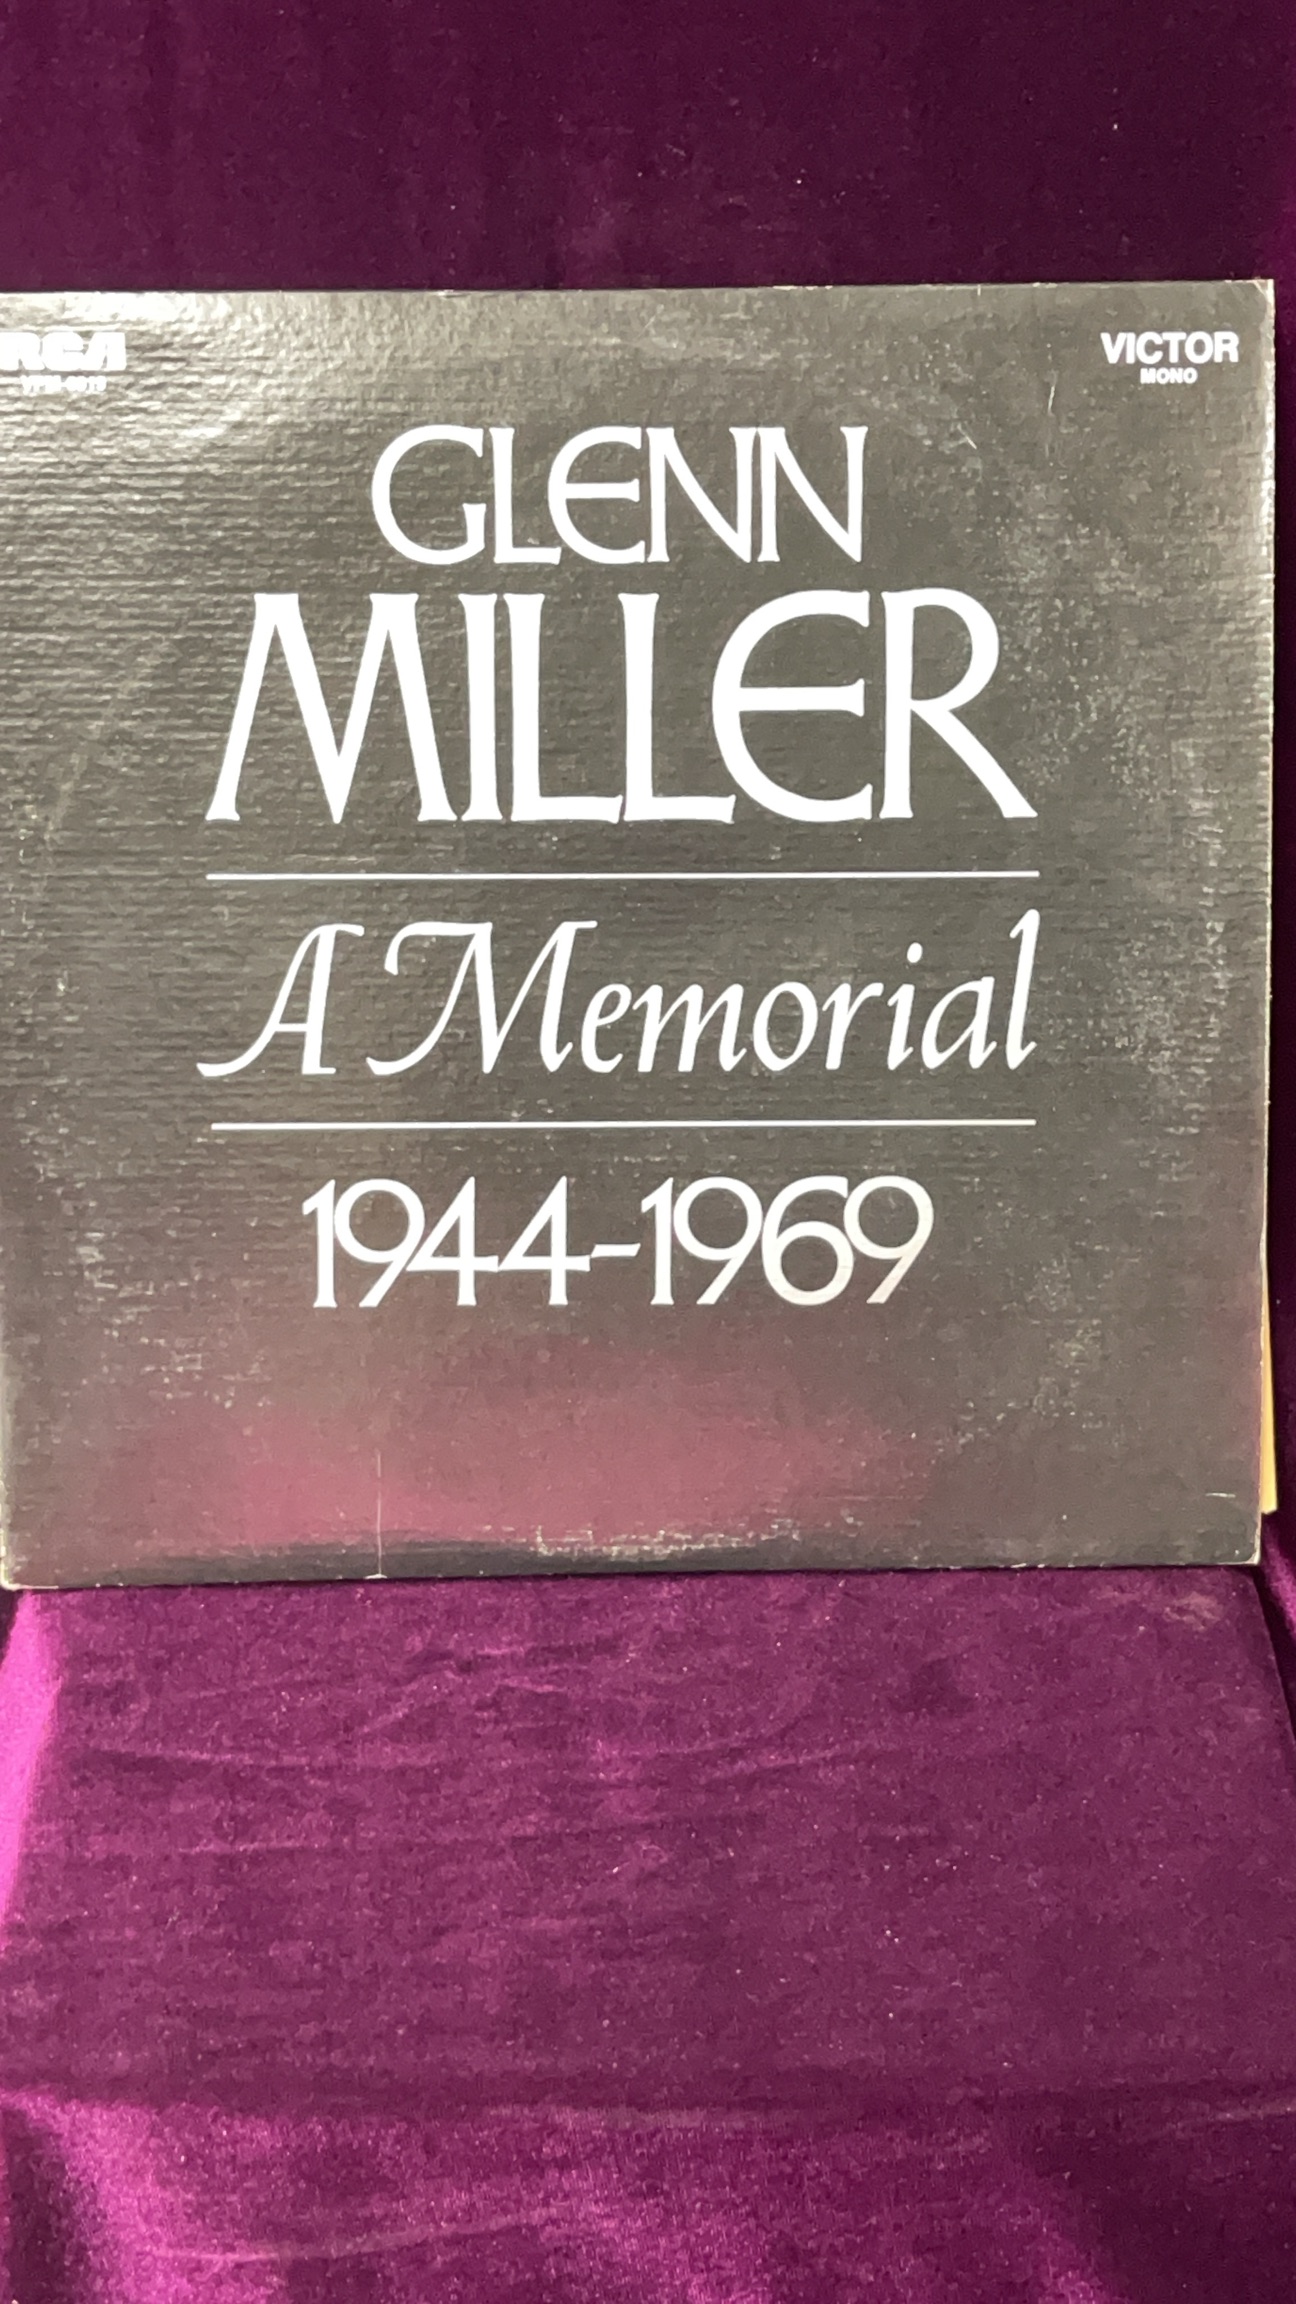 RCA
VICTOR
MONO
GLENN
MILLER
A Memorial
1944-1969